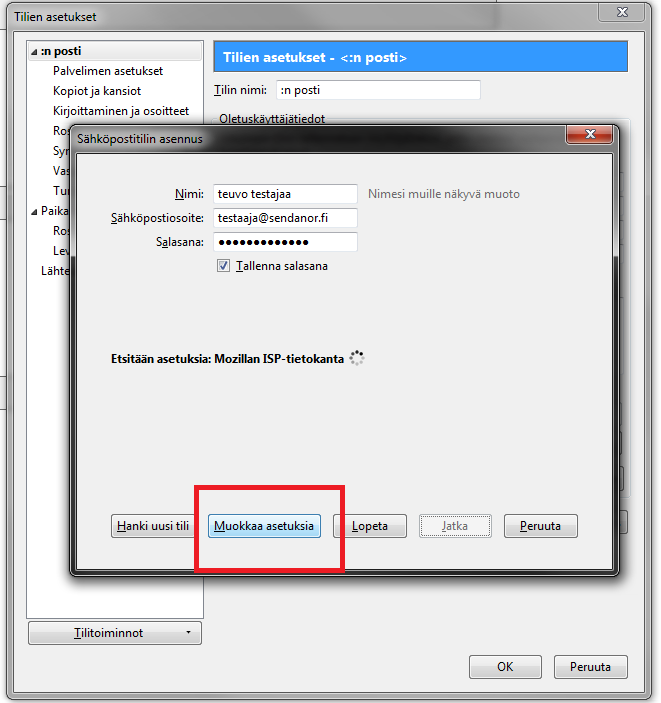 Tilien asetukset
:n posti
Palvelimen asetukset
Kopiot ja kansiot
Kirjoittaminen ja osoitteet
Ros
Syn
Vas
Tur
Paika
Ros
Lev
Lähte
Tilitoiminnot
Tilien asetukset - <:n posti>
Tilin nimi: :n posti
Oletuskäyttäjätiedot
Sähköpostitilin asennus
Nimi: teuvo testajaa Nimesi muille näkyvä muoto
Sähköpostiosoite: testaaja@sendanor.fi
Salasana: ●●●●●●●●●●●●●
Tallenna salasana
Etsitään asetuksia: Mozillan ISP-tietokanta
Hanki uusi tili Muokkaa asetuksia Lopeta Jatka Peruuta
OK Peruuta